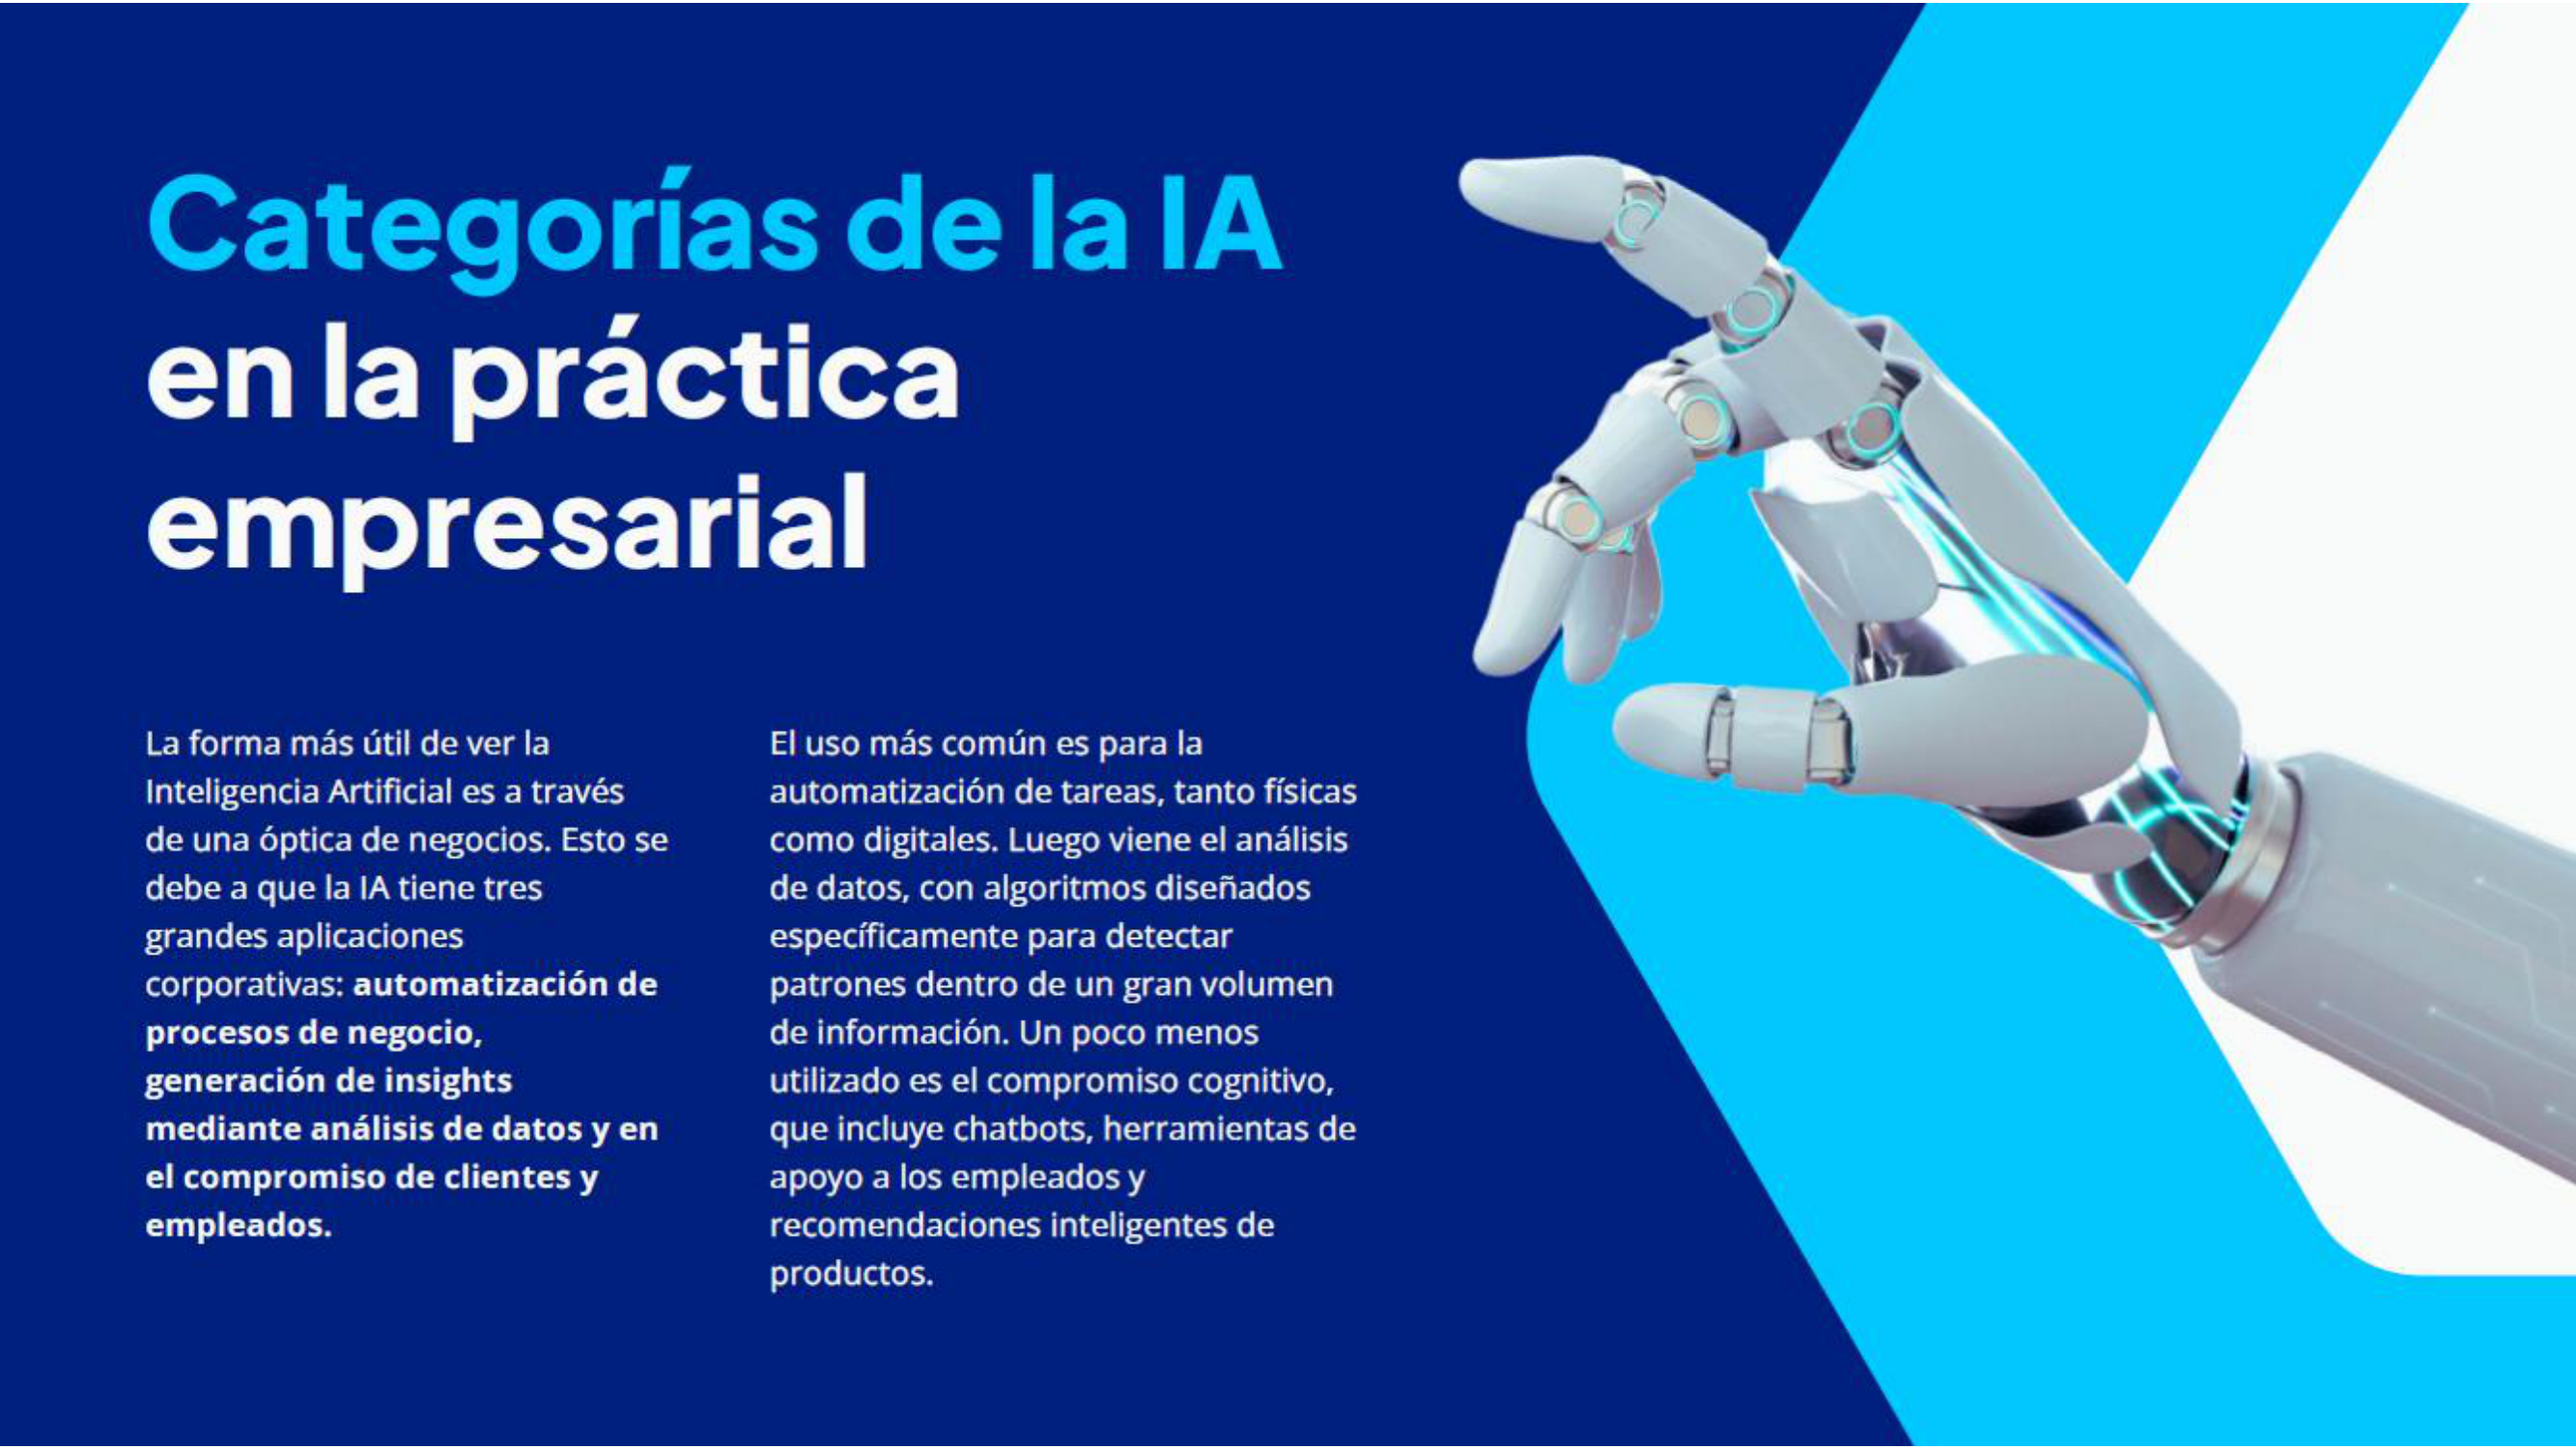 Categorías de la IA
en la práctica
empresarial
La forma más útil de ver la
Inteligencia Artificial es a través
de una óptica de negocios. Esto se
debe a que la IA tiene tres
grandes aplicaciones
corporativas: automatización de
procesos de negocio,
generación de insights
mediante análisis de datos y en
el compromiso de clientes y
empleados.
El uso más común es para la
automatización de tareas, tanto físicas
como digitales. Luego viene el análisis
de datos, con algoritmos diseñados
específicamente para detectar
patrones dentro de un gran volumen
de información. Un poco menos
utilizado es el compromiso cognitivo,
que incluye chatbots, herramientas de
apoyo a los empleados y
recomendaciones inteligentes de
productos.